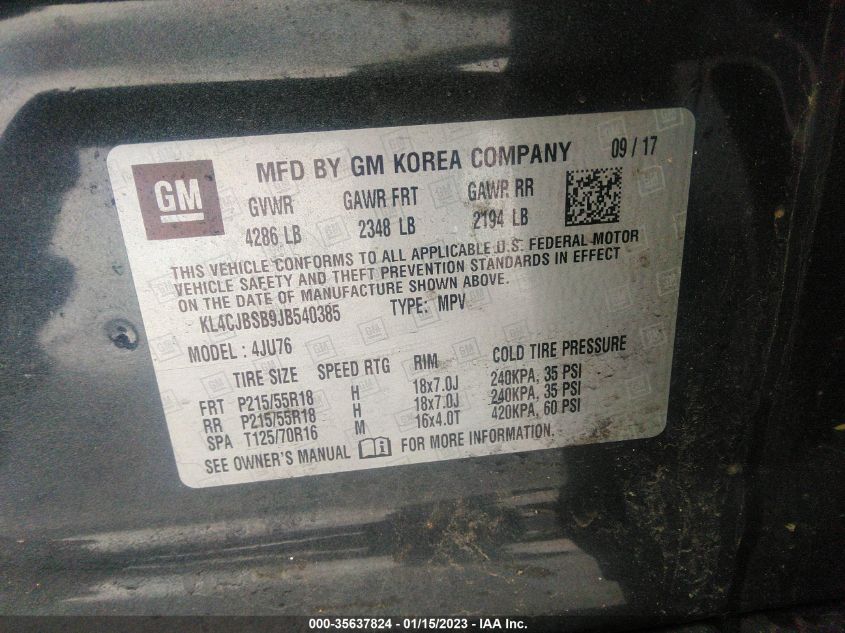 GM
MFD BY GM KOREA COMPANY 09 / 17
GVWR GAWR FRT GAWR RR
4286 LB 2348 LB 2194 LB
THIS VEHICLE CONFORMS TO ALL APPLICABLE U.S. FEDERAL MOTOR
VEHICLE SAFETY AND THEFT PREVENTION STANDARDS IN EFFECT
ON THE DATE OF MANUFACTURE SHOWN ABOVE.
KL4CJBSB9JB540385 TYPE: MPV
MODEL : 4JU76
TIRE SIZE SPEED RTG RIM COLD TIRE PRESSURE
FRT P215/55R18 H 18x7.0J 240KPA, 35 PSI
RR P215/55R18 H 18x7.0J 240KPA, 35 PSI
SPA T125/70R16 M 16x4.0T 420KPA, 60 PSI
SEE OWNER'S MANUAL FOR MORE INFORMATION.
000-35637824 / 01/15/2023 - IAA Inc.